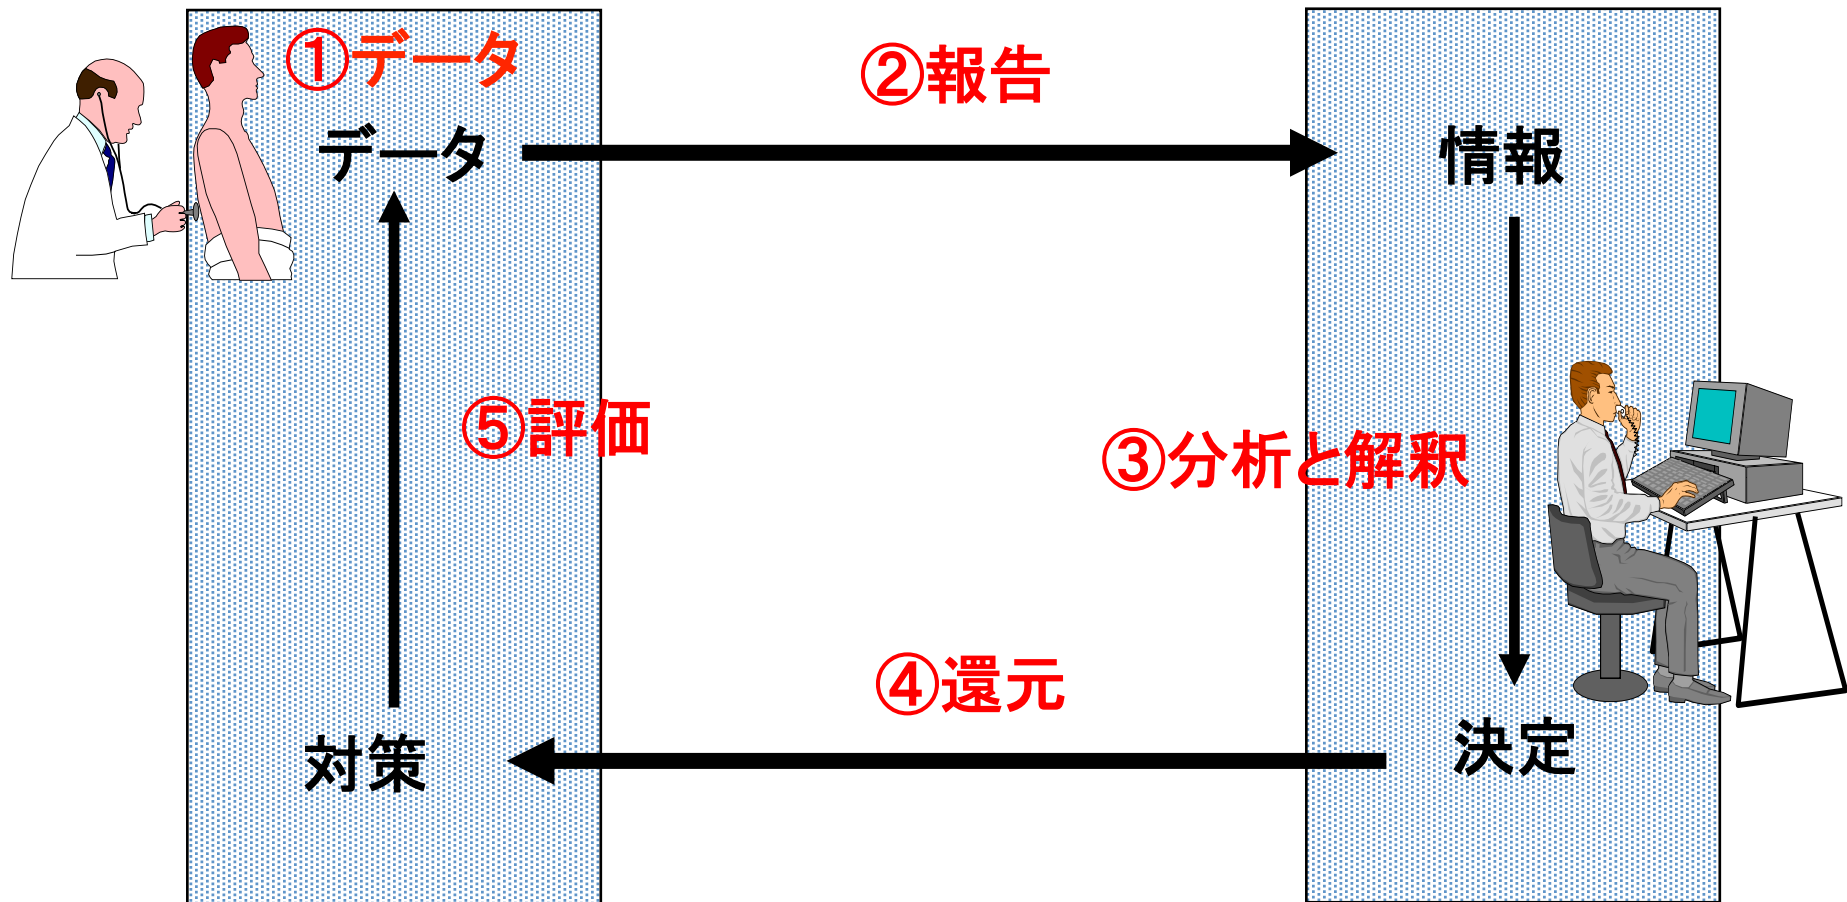 ①データ
②報告
データ
情報
⑤評価
③分析と解釈
④還元
対策
決定